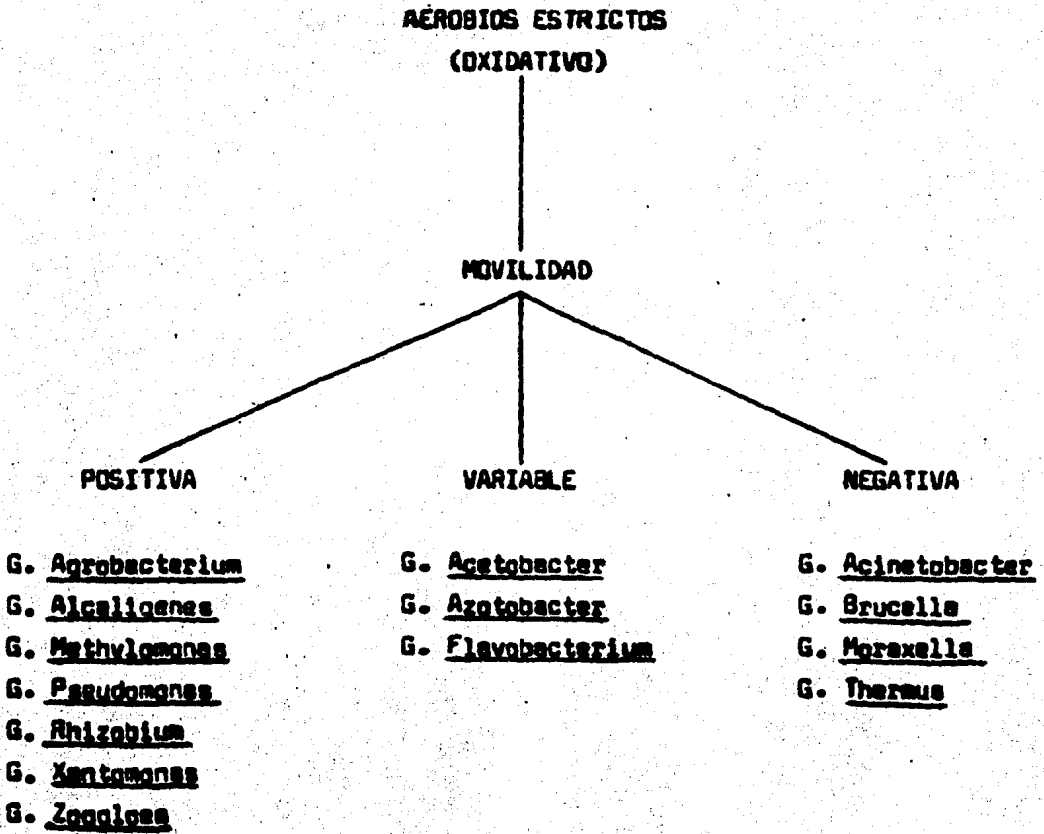 AEROBIOS ESTRICTOS
(OXIDATIVO)
MOVILIDAD
POSITIVA
VARIABLE
NEGATIVA
G. Agrobacterium
G. Alcaligenes
G. Methylomonas
G. Pseudomonas
G. Rhizobium
G. Xantomonas
G. Zoogloea
G. Acetobacter
G. Azotobacter
G. Flavobacterium
G. Acinetobacter
G. Brucella
G. Moraxella
G. Thermus